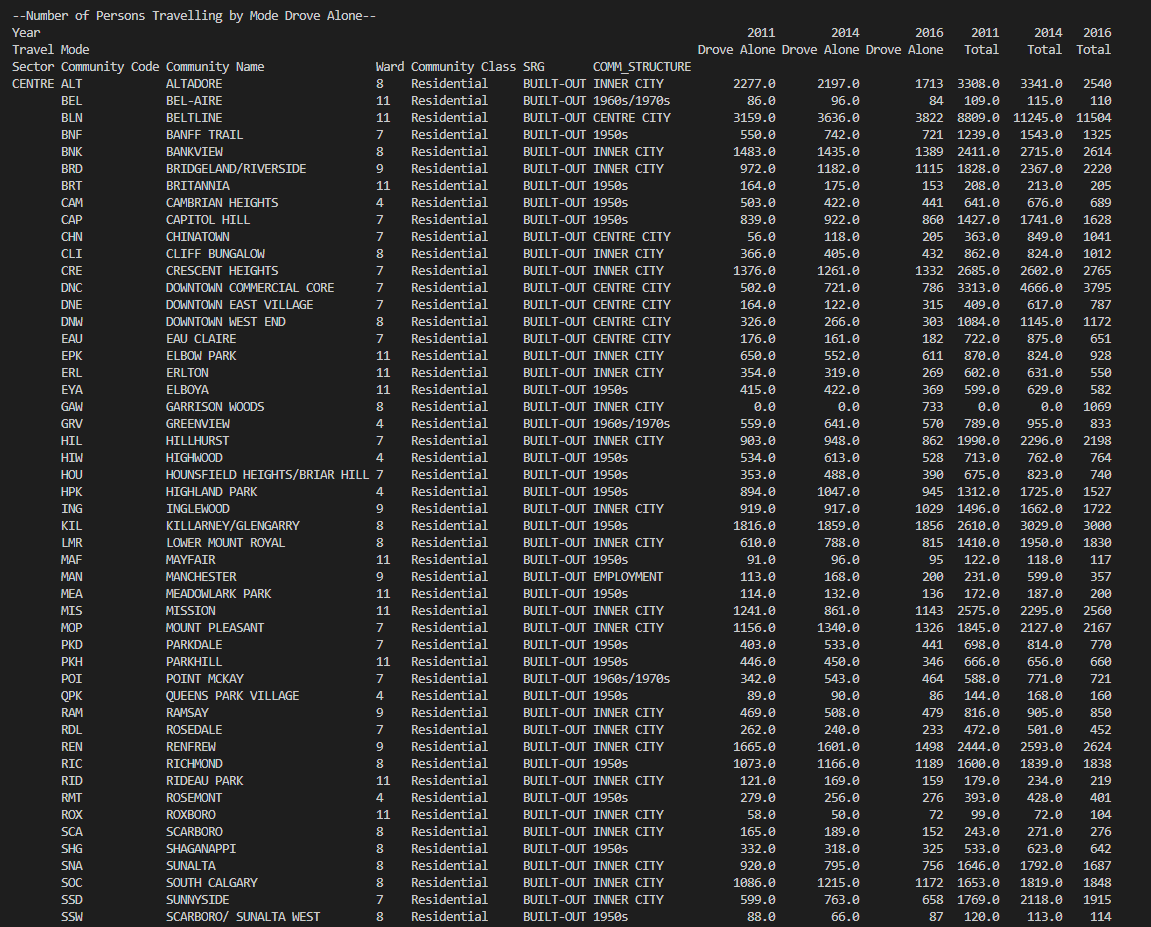 --Number of Persons Travelling by Mode Drove Alone--
Year 2011 2014 2016 2011 2014 2016
Travel Mode Drove Alone Drove Alone Drove Alone Total Total Total
Sector Community Code Community Name Ward Community Class SRG COMM_STRUCTURE
CENTRE ALT ALTADORE 8 Residential BUILT-OUT INNER CITY 2277.0 2197.0 1713 3308.0 3341.0 2540
BEL BEL-AIRE 11 Residential BUILT-OUT 1960s/1970s 86.0 96.0 84 109.0 115.0 110
BLN BELTLINE 11 Residential BUILT-OUT CENTRE CITY 3159.0 3636.0 3822 8809.0 11245.0 11504
BNF BANFF TRAIL 7 Residential BUILT-OUT 1950s 550.0 742.0 721 1239.0 1543.0 1325
BNK BANKVIEW 8 Residential BUILT-OUT INNER CITY 1483.0 1435.0 1389 2411.0 2715.0 2614
BRD BRIDGELAND/RIVERSIDE 9 Residential BUILT-OUT INNER CITY 972.0 1182.0 1115 1828.0 2367.0 2220
BRT BRITANNIA 11 Residential BUILT-OUT 1950s 164.0 175.0 153 208.0 213.0 205
CAM CAMBRIAN HEIGHTS 4 Residential BUILT-OUT 1950s 503.0 422.0 441 641.0 676.0 689
CAP CAPITOL HILL 7 Residential BUILT-OUT 1950s 839.0 922.0 860 1427.0 1741.0 1628
CHN CHINATOWN 7 Residential BUILT-OUT CENTRE CITY 56.0 118.0 205 363.0 849.0 1041
CLI CLIFF BUNGALOW 8 Residential BUILT-OUT INNER CITY 366.0 405.0 432 862.0 824.0 1012
CRE CRESCENT HEIGHTS 7 Residential BUILT-OUT INNER CITY 1376.0 1261.0 1332 2685.0 2602.0 2765
DNC DOWNTOWN COMMERCIAL CORE 7 Residential BUILT-OUT CENTRE CITY 502.0 721.0 786 3313.0 4666.0 3795
DNE DOWNTOWN EAST VILLAGE 7 Residential BUILT-OUT CENTRE CITY 164.0 122.0 315 409.0 617.0 787
DNW DOWNTOWN WEST END 8 Residential BUILT-OUT CENTRE CITY 326.0 266.0 303 1084.0 1145.0 1172
EAU EAU CLAIRE 7 Residential BUILT-OUT CENTRE CITY 176.0 161.0 182 722.0 875.0 651
EPK ELBOW PARK 11 Residential BUILT-OUT INNER CITY 650.0 552.0 611 870.0 824.0 928
ERL ERLTON 11 Residential BUILT-OUT INNER CITY 354.0 319.0 269 602.0 631.0 550
EYA ELBOYA 11 Residential BUILT-OUT 1950s 415.0 422.0 369 599.0 629.0 582
GAW GARRISON WOODS 8 Residential BUILT-OUT INNER CITY 0.0 0.0 733 0.0 0.0 1069
GRV GREENVIEW 4 Residential BUILT-OUT 1960s/1970s 559.0 641.0 570 789.0 955.0 833
HIL HILLHURST 7 Residential BUILT-OUT INNER CITY 903.0 948.0 862 1990.0 2296.0 2198
HIW HIGHWOOD 4 Residential BUILT-OUT 1950s 534.0 613.0 528 713.0 762.0 764
HOU HOUNSFIELD HEIGHTS/BRIAR HILL 7 Residential BUILT-OUT 1950s 353.0 488.0 390 675.0 823.0 740
HPK HIGHLAND PARK 4 Residential BUILT-OUT 1950s 894.0 1047.0 945 1312.0 1725.0 1527
ING INGLEWOOD 9 Residential BUILT-OUT INNER CITY 919.0 917.0 1029 1496.0 1662.0 1722
KIL KILLARNEY/GLENGARRY 8 Residential BUILT-OUT 1950s 1816.0 1859.0 1856 2610.0 3029.0 3000
LMR LOWER MOUNT ROYAL 8 Residential BUILT-OUT INNER CITY 610.0 788.0 815 1410.0 1950.0 1830
MAF MAYFAIR 11 Residential BUILT-OUT 1950s 91.0 96.0 95 122.0 118.0 117
MAN MANCHESTER 9 Residential BUILT-OUT EMPLOYMENT 113.0 168.0 200 231.0 599.0 357
MEA MEADOWLARK PARK 11 Residential BUILT-OUT 1950s 114.0 132.0 136 172.0 187.0 200
MIS MISSION 11 Residential BUILT-OUT INNER CITY 1241.0 861.0 1143 2575.0 2295.0 2560
MOP MOUNT PLEASANT 7 Residential BUILT-OUT INNER CITY 1156.0 1340.0 1326 1845.0 2127.0 2167
PKD PARKDALE 7 Residential BUILT-OUT 1950s 403.0 533.0 441 698.0 814.0 770
PKH PARKHILL 11 Residential BUILT-OUT 1950s 446.0 450.0 346 666.0 656.0 660
POI POINT MCKAY 7 Residential BUILT-OUT 1960s/1970s 342.0 543.0 464 588.0 771.0 721
QPK QUEENS PARK VILLAGE 4 Residential BUILT-OUT 1950s 89.0 90.0 86 144.0 168.0 160
RAM RAMSAY 9 Residential BUILT-OUT INNER CITY 469.0 508.0 479 816.0 905.0 850
RDL ROSEDALE 7 Residential BUILT-OUT INNER CITY 262.0 240.0 233 472.0 501.0 452
REN RENFREW 9 Residential BUILT-OUT INNER CITY 1665.0 1601.0 1498 2444.0 2593.0 2624
RIC RICHMOND 8 Residential BUILT-OUT 1950s 1073.0 1166.0 1189 1600.0 1839.0 1838
RID RIDEAU PARK 11 Residential BUILT-OUT INNER CITY 121.0 169.0 159 179.0 234.0 219
RMT ROSEMONT 4 Residential BUILT-OUT 1950s 279.0 256.0 276 393.0 428.0 401
ROX ROXBORO 11 Residential BUILT-OUT INNER CITY 58.0 50.0 72 99.0 72.0 104
SCA SCARBORO 8 Residential BUILT-OUT INNER CITY 165.0 189.0 152 243.0 271.0 276
SHG SHAGANAPPI 8 Residential BUILT-OUT 1950s 332.0 318.0 325 533.0 623.0 642
SNA SUNALTA 8 Residential BUILT-OUT INNER CITY 920.0 795.0 756 1646.0 1792.0 1687
SOC SOUTH CALGARY 8 Residential BUILT-OUT INNER CITY 1086.0 1215.0 1172 1653.0 1819.0 1848
SSD SUNNYSIDE 7 Residential BUILT-OUT INNER CITY 599.0 763.0 658 1769.0 2118.0 1915
SSW SCARBORO/ SUNALTA WEST 8 Residential BUILT-OUT 1950s 88.0 66.0 87 120.0 113.0 114